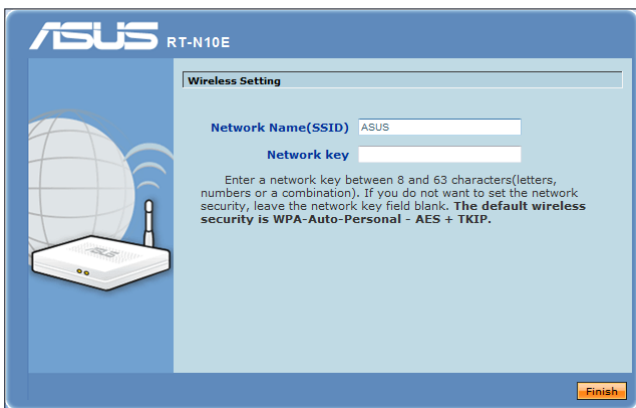 ASUS RT-N10E
Wireless Setting
Network Name(SSID) ASUS
Network key
Enter a network key between 8 and 63 characters(letters,
numbers or a combination). If you do not want to set the network
security, leave the network key field blank. The default wireless
security is WPA-Auto-Personal - AES + TKIP.
ASUS
Finish